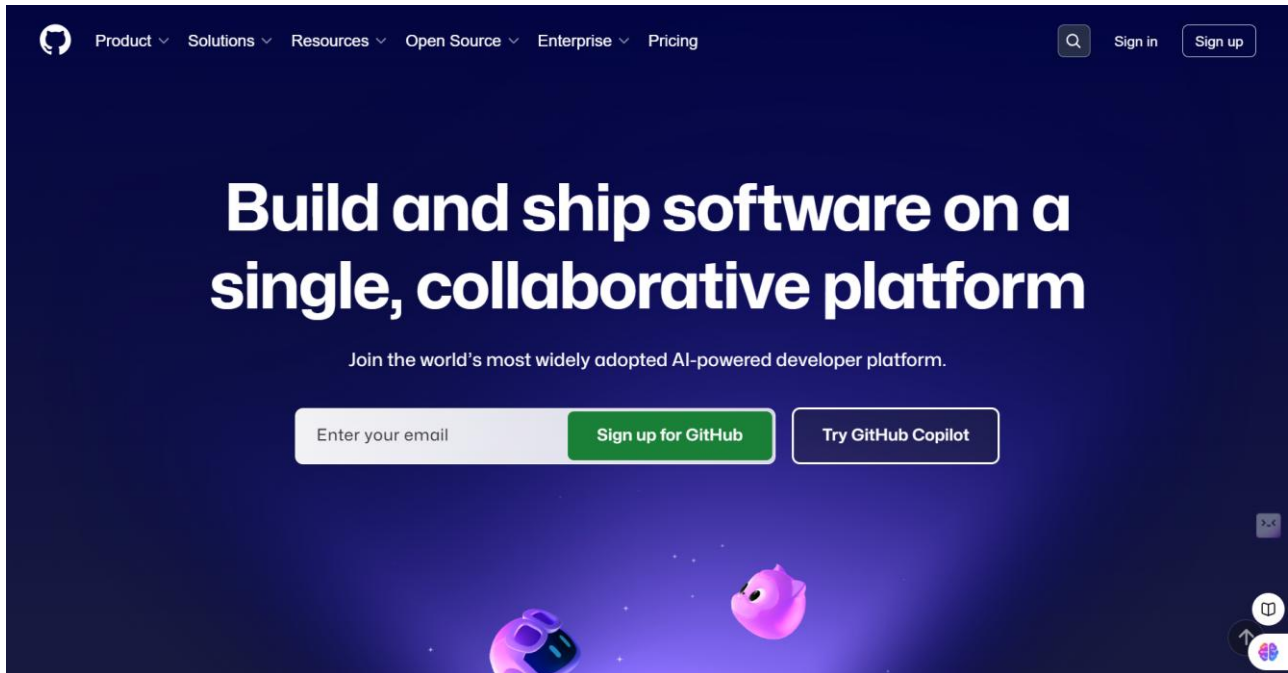 Product Solutions Resources Open Source Enterprise Pricing Sign in Sign up
Build and ship software on a
single, collaborative platform
Join the world’s most widely adopted AI-powered developer platform.
Enter your email Sign up for GitHub Try GitHub Copilot